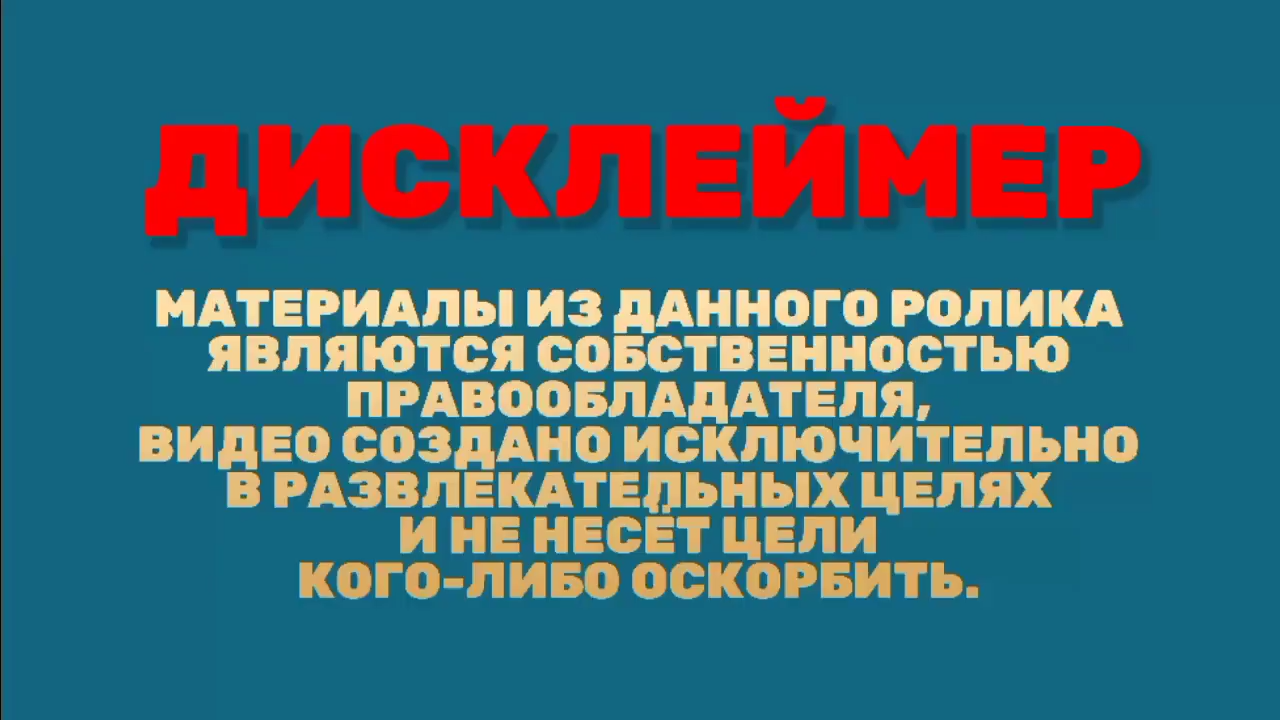 ДИСКЛЕЙМЕР
МАТЕРИАЛЫ ИЗ ДАННОГО РОЛИКА
ЯВЛЯЮТСЯ СОБСТВЕННОСТЬЮ
ПРАВООБЛАДАТЕЛЯ,
ВИДЕО СОЗДАНО ИСКЛЮЧИТЕЛЬНО
В РАЗВЛЕКАТЕЛЬНЫХ ЦЕЛЯХ
И НЕ НЕСЁТ ЦЕЛИ
КОГО-ЛИБО ОСКОРБИТЬ.